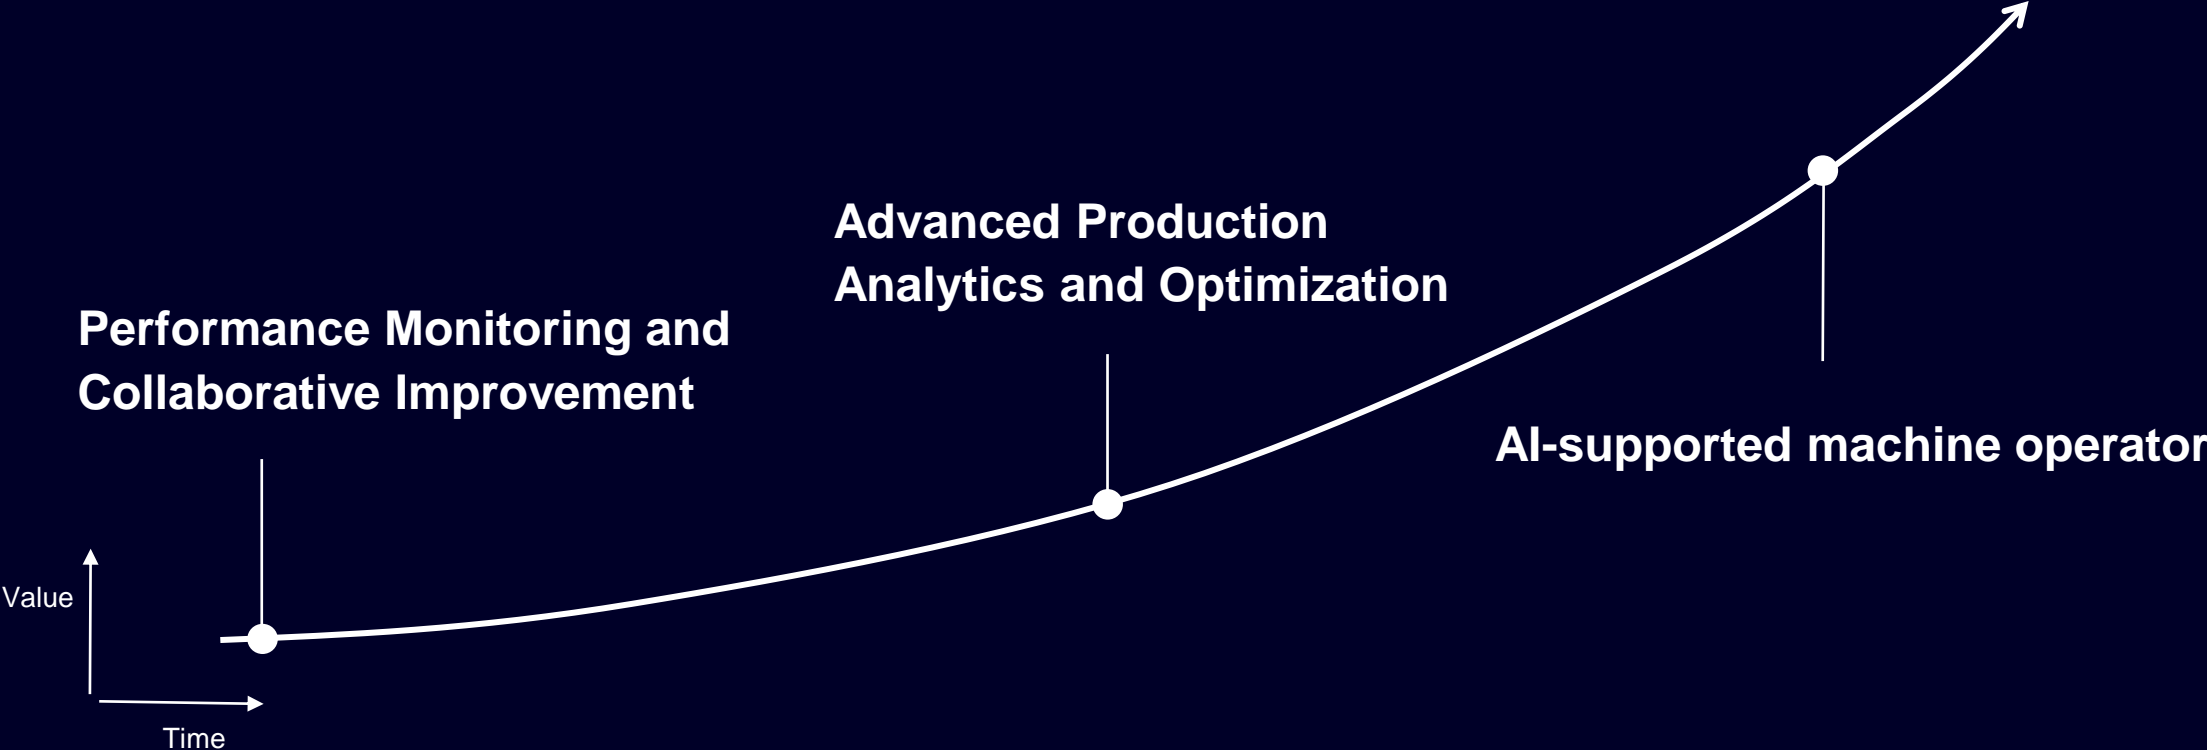 Advanced Production
Analytics and Optimization
Performance Monitoring and
Collaborative Improvement
AI-supported machine operator
Value
Time